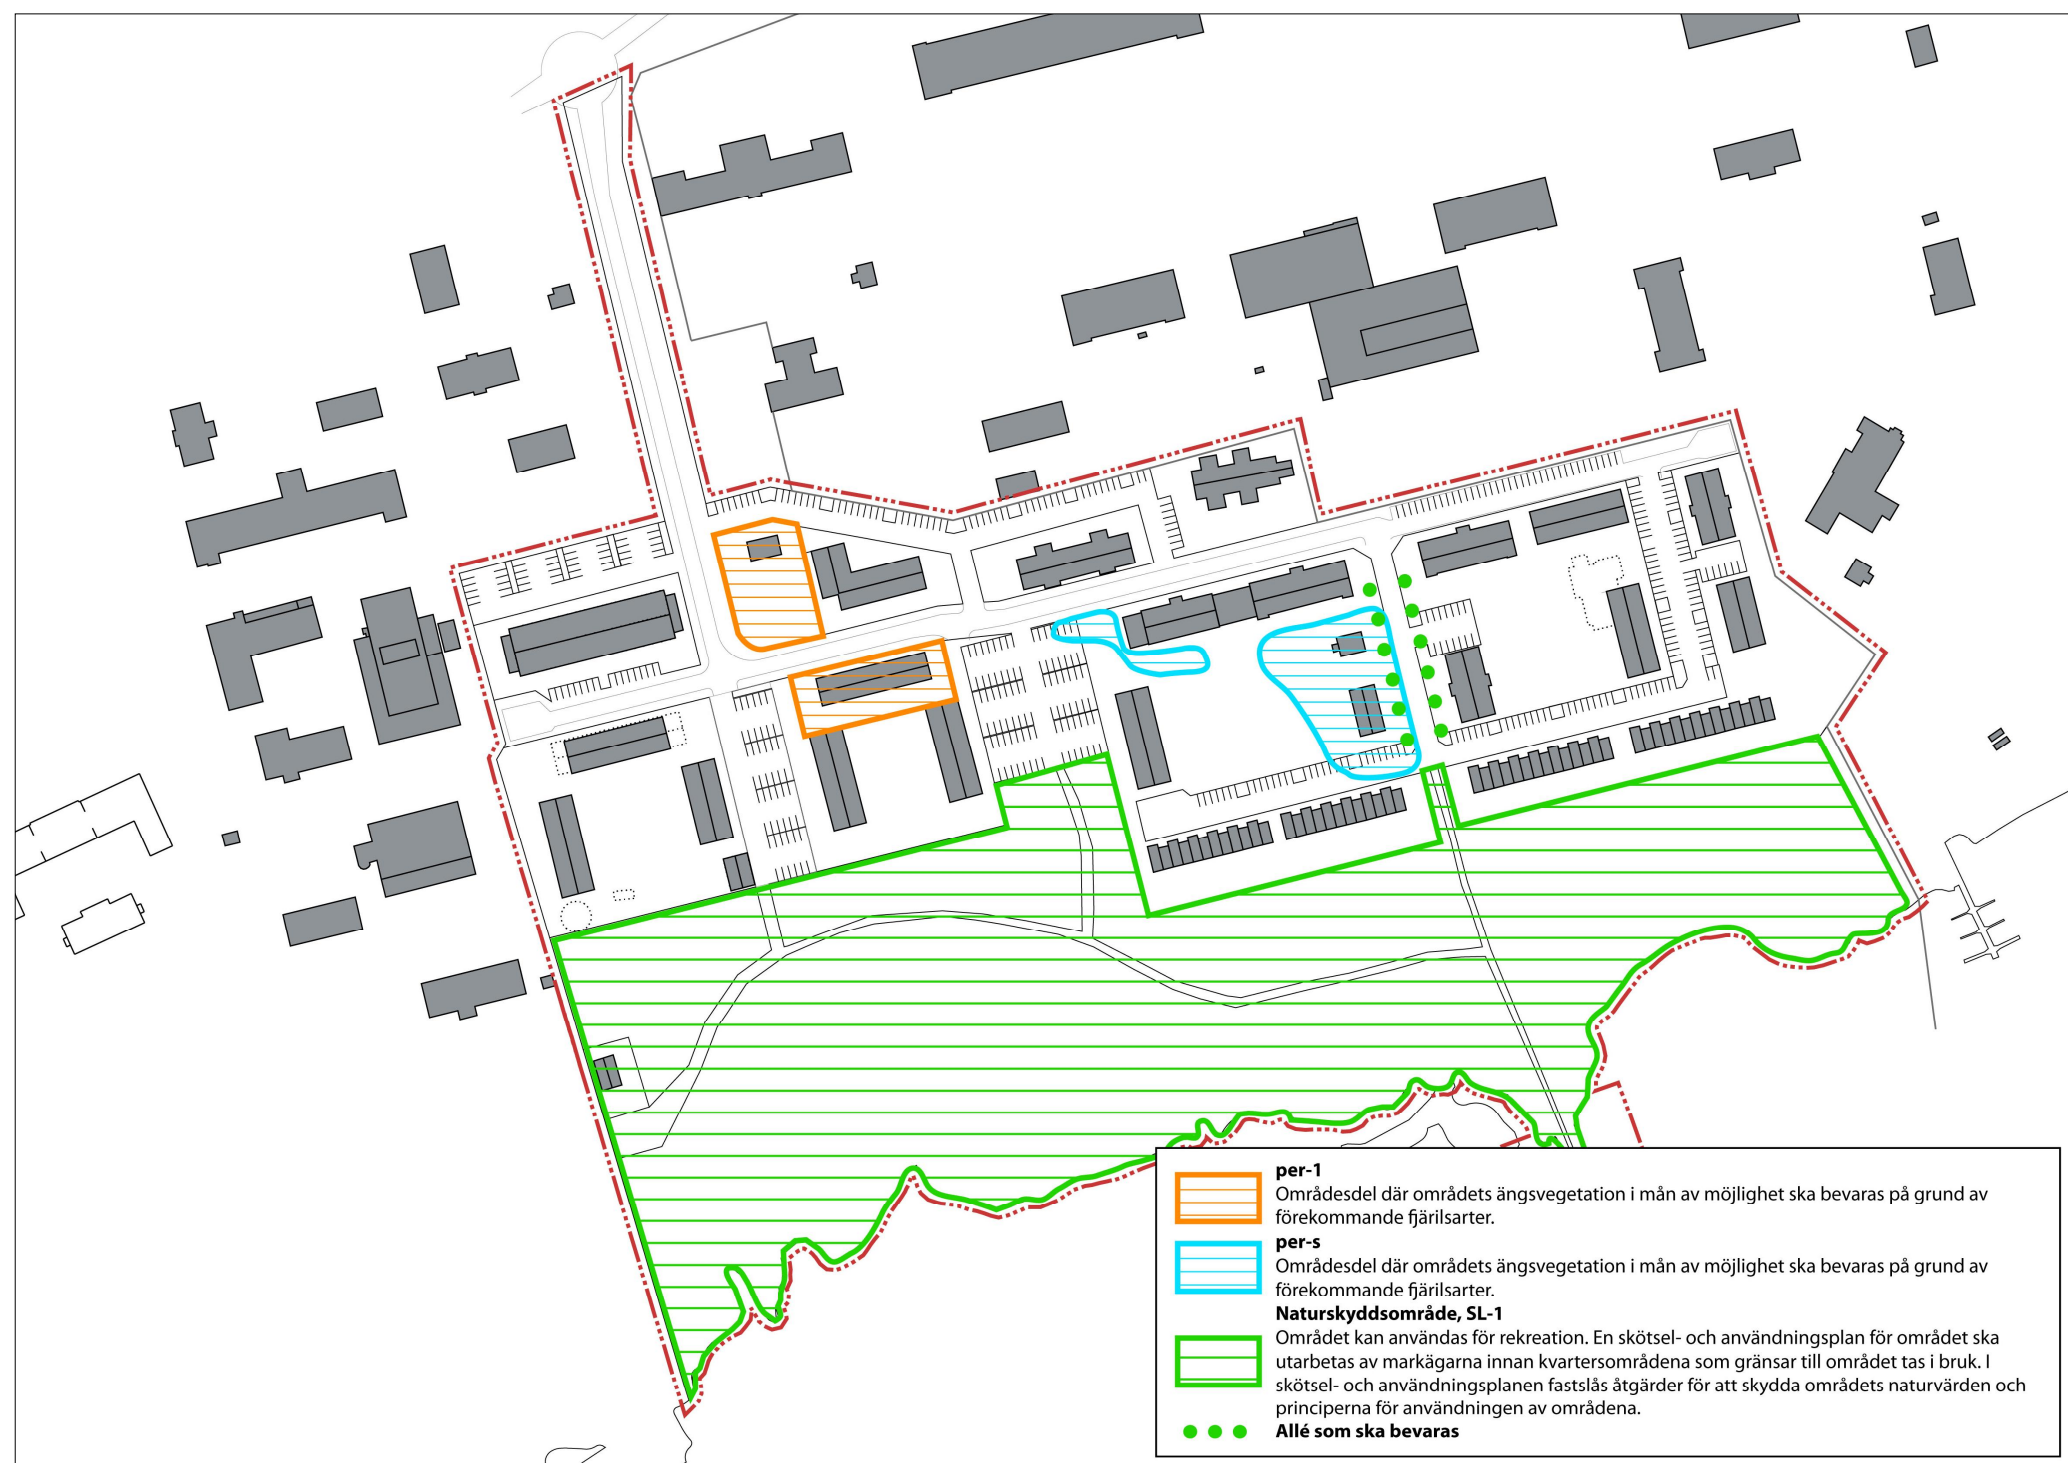 per-1
Områdesdel där områdets ängsvegetation i mån av möjlighet ska bevaras på grund av
förekommande fjärilsarter.
per-s
Områdesdel där områdets ängsvegetation i mån av möjlighet ska bevaras på grund av
förekommande fjärilsarter.
Naturskyddsområde, SL-1
Området kan användas för rekreation. En skötsel- och användningsplan för området ska
utarbetas av markägarna innan kvartersområdena som gränsar till området tas i bruk. I
skötsel- och användningsplanen fastslås åtgärder för att skydda områdets naturvärden och
principerna för användningen av områdena.
Allé som ska bevaras